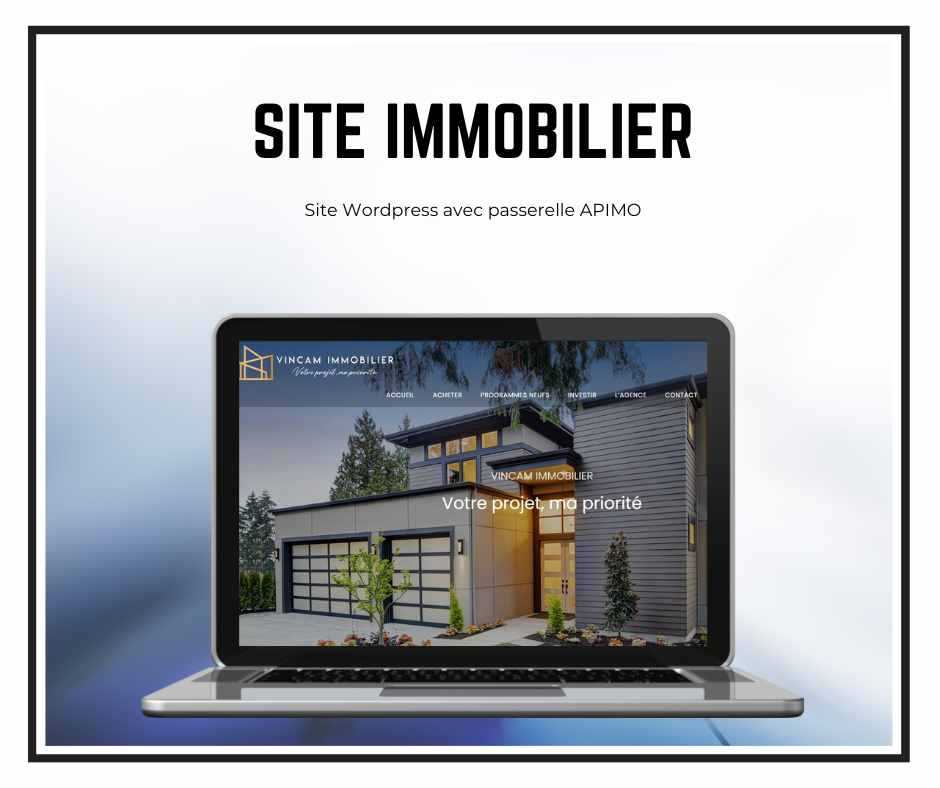 SITE IMMOBILIER
Site Wordpress avec passerelle APIMO
VINCAM IMMOBILIER
Votre projet, ma priorité
ACCUEIL ACHETER PROGRAMMES NEUFS INVESTIR L'AGENCE CONTACT
VINCAM IMMOBILIER
Votre projet, ma priorité